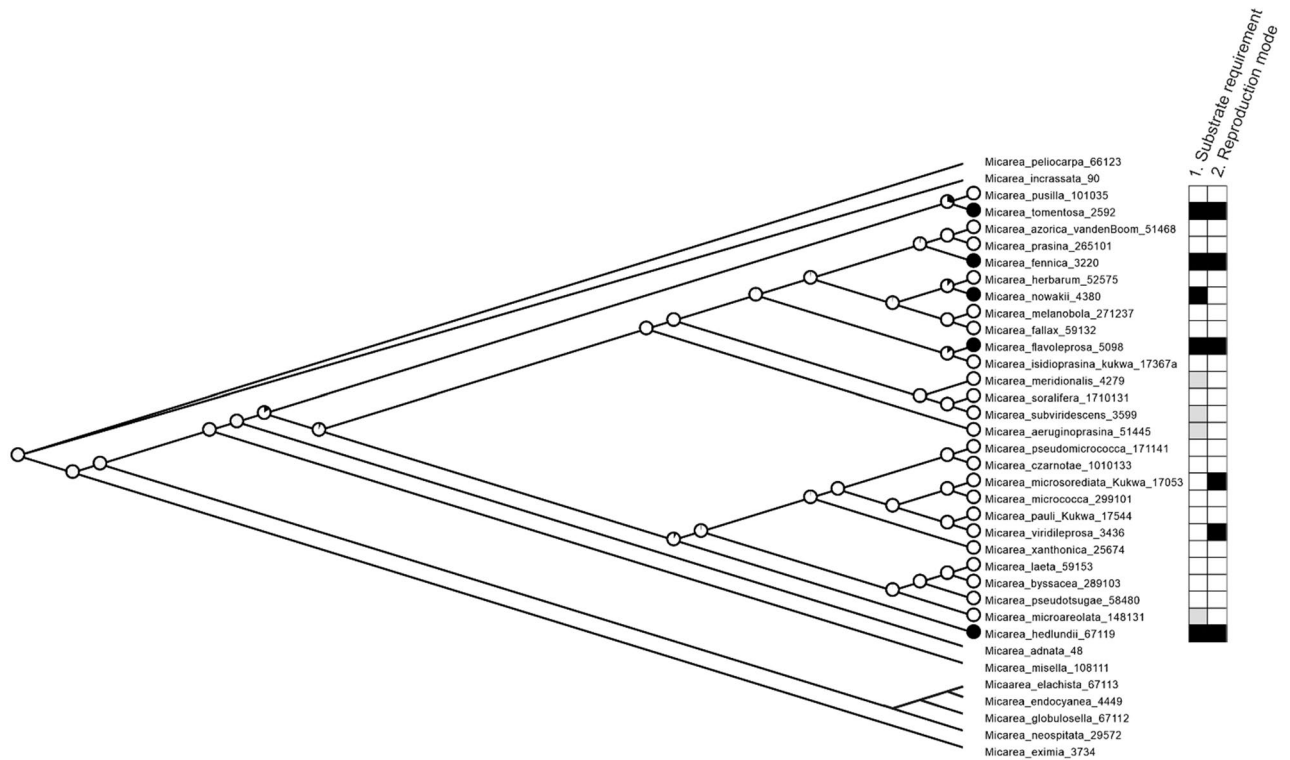 1. Substrate requirement
2. Reproduction mode
Micarea_peliocarpa_66123
Micarea_incrassata_90
Micarea_pusilla_101035
Micarea_tomentosa_2592
Micarea_azorica_vandenBoom_51468
Micarea_prasina_265101
Micarea_fennica_3220
Micarea_herbarum_52575
Micarea_nowakii_4380
Micarea_melanobola_271237
Micarea_fallax_59132
Micarea_flavoleprosa_5098
Micarea_isidioprasina_kukwa_17367a
Micarea_meridionalis_4279
Micarea_soralifera_1710131
Micarea_subviridescens_3599
Micarea_aeruginoprasina_51445
Micarea_pseudomicrococca_171141
Micarea_czarnotae_1010133
Micarea_microsorediata_Kukwa_17053
Micarea_micrococca_299101
Micarea_pauli_Kukwa_17544
Micarea_viridileprosa_3436
Micarea_xanthonica_25674
Micarea_laeta_59153
Micarea_byssacea_289103
Micarea_pseudotsugae_58480
Micarea_microareolata_148131
Micarea_hedlundii_67119
Micarea_adnata_48
Micarea_misella_108111
Micaarea_elachista_67113
Micarea_endocyanea_4449
Micarea_globulosella_67112
Micarea_neospitata_29572
Micarea_eximia_3734